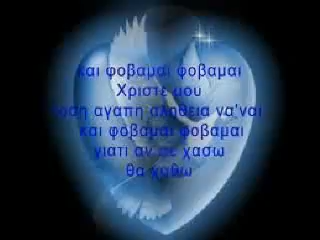 και φοβαμαι φοβαμαι
Χριστε μου
τοση αγαπη αληθεια να'ναι
και φοβαμαι φοβαμαι
γιατι αν σε χασω
θα χαθω